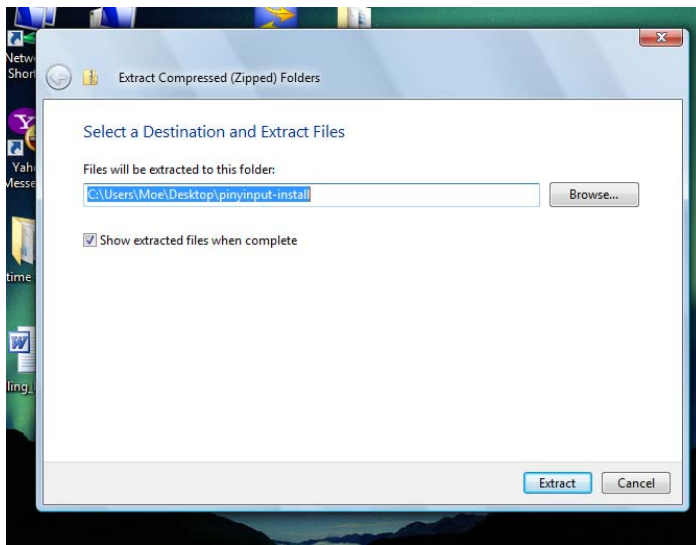 Netw
Shor
Extract Compressed (Zipped) Folders
Select a Destination and Extract Files
Files will be extracted to this folder:
C:\Users\Moe\Desktop\pinyinput-install
Browse...
Yah
Messe
Show extracted files when complete
time
ling_l
Extract
Cancel